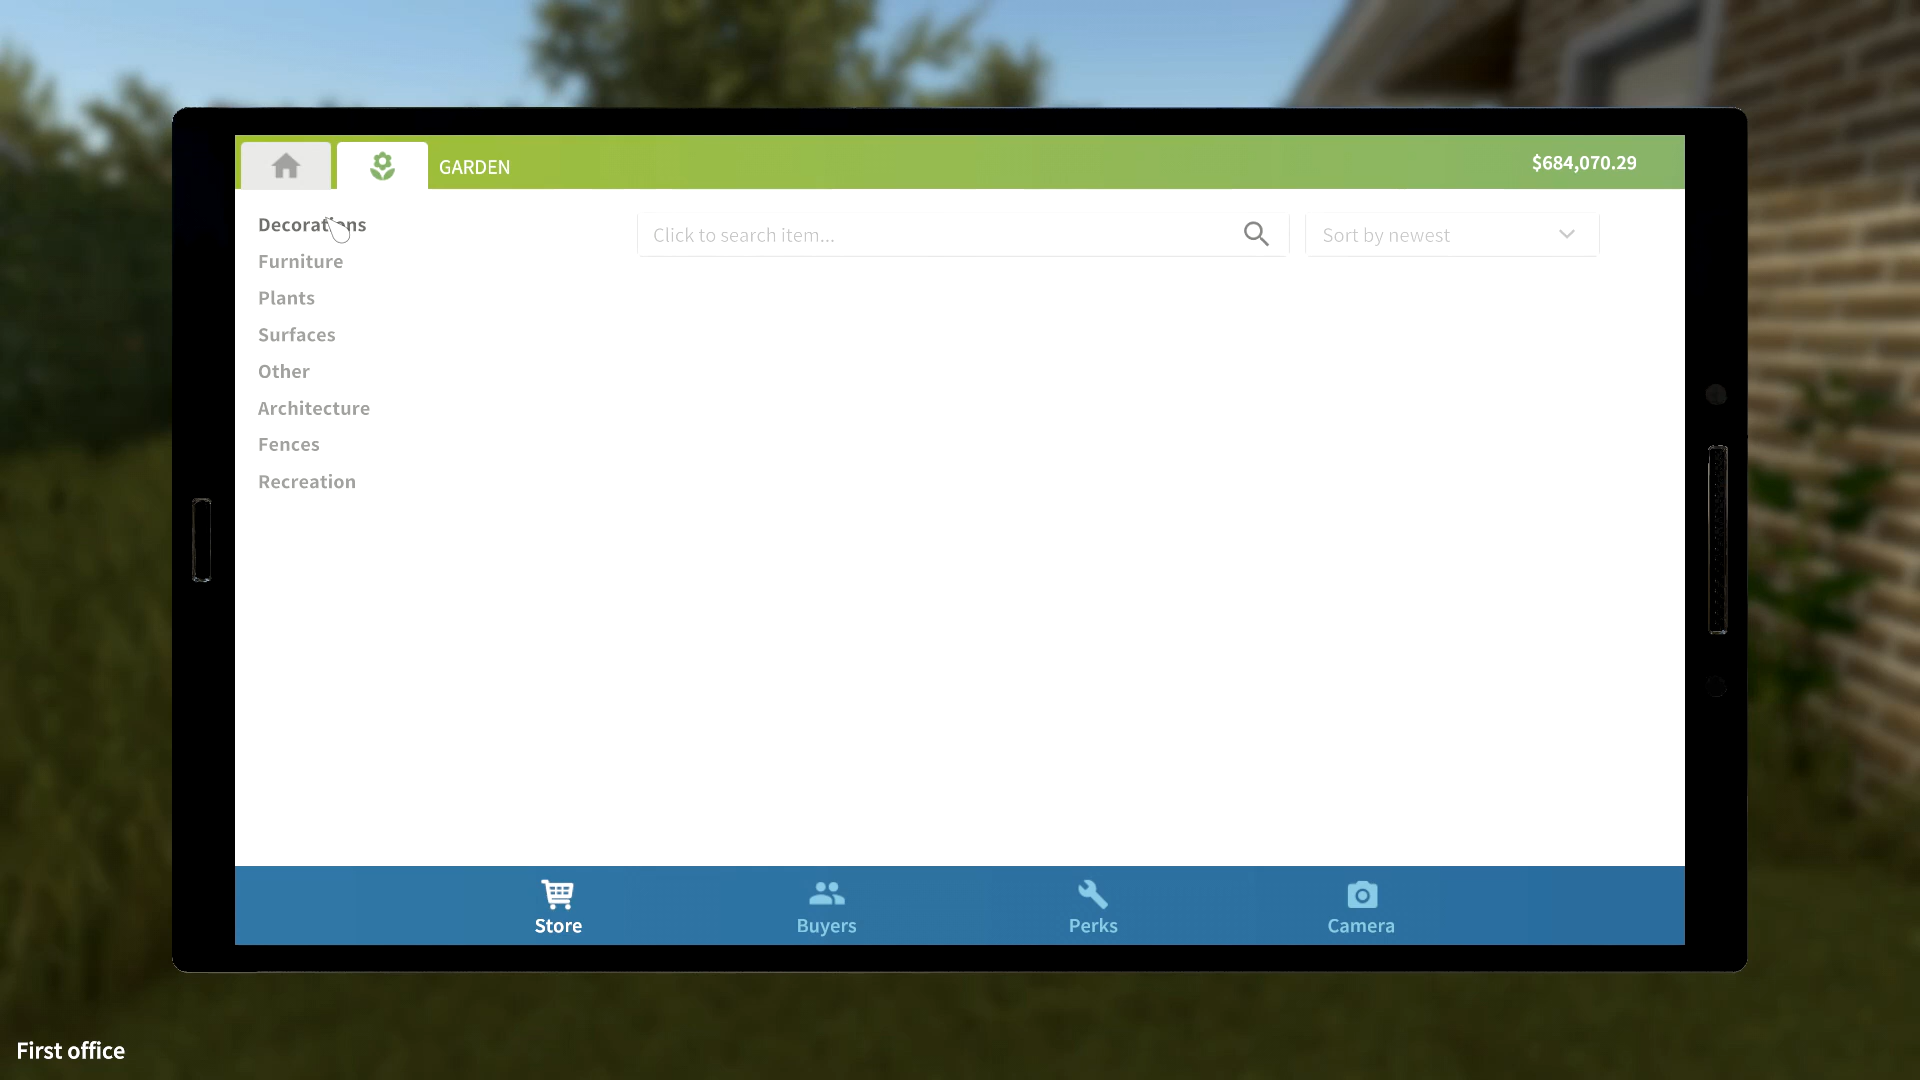 GARDEN
$684,070.29
Decorations
Furniture
Plants
Surfaces
Other
Architecture
Fences
Recreation
Click to search item...
Sort by newest
Store
Buyers
Perks
Camera
First office